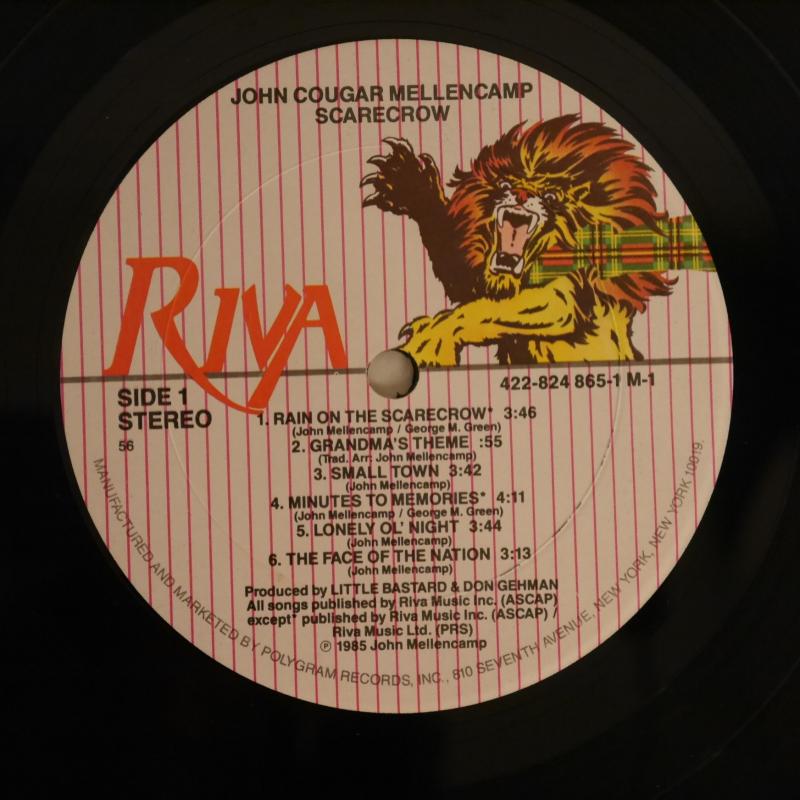 JOHN COUGAR MELLENCAMP
SCARECROW
RIVA
SIDE 1
STEREO
56
422-824 865-1 M-1
1. RAIN ON THE SCARECROW* 3:46
(John Mellencamp / George M. Green)
2. GRANDMA'S THEME :55
(Trad. Arr: John Mellencamp)
3. SMALL TOWN 3:42
(John Mellencamp)
4. MINUTES TO MEMORIES* 4:11
(John Mellencamp / George M. Green)
5. LONELY OL' NIGHT 3:44
(John Mellencamp)
6. THE FACE OF THE NATION 3:13
(John Mellencamp)
Produced by LITTLE BASTARD & DON GEHMAN
All songs published by Riva Music Inc. (ASCAP)
except* published by Riva Music Inc. (ASCAP) /
Riva Music Ltd. (PRS)
℗ 1985 John Mellencamp
MANUFACTURED AND MARKETED BY POLYGRAM RECORDS, INC., 810 SEVENTH AVENUE, NEW YORK, NEW YORK 10019.